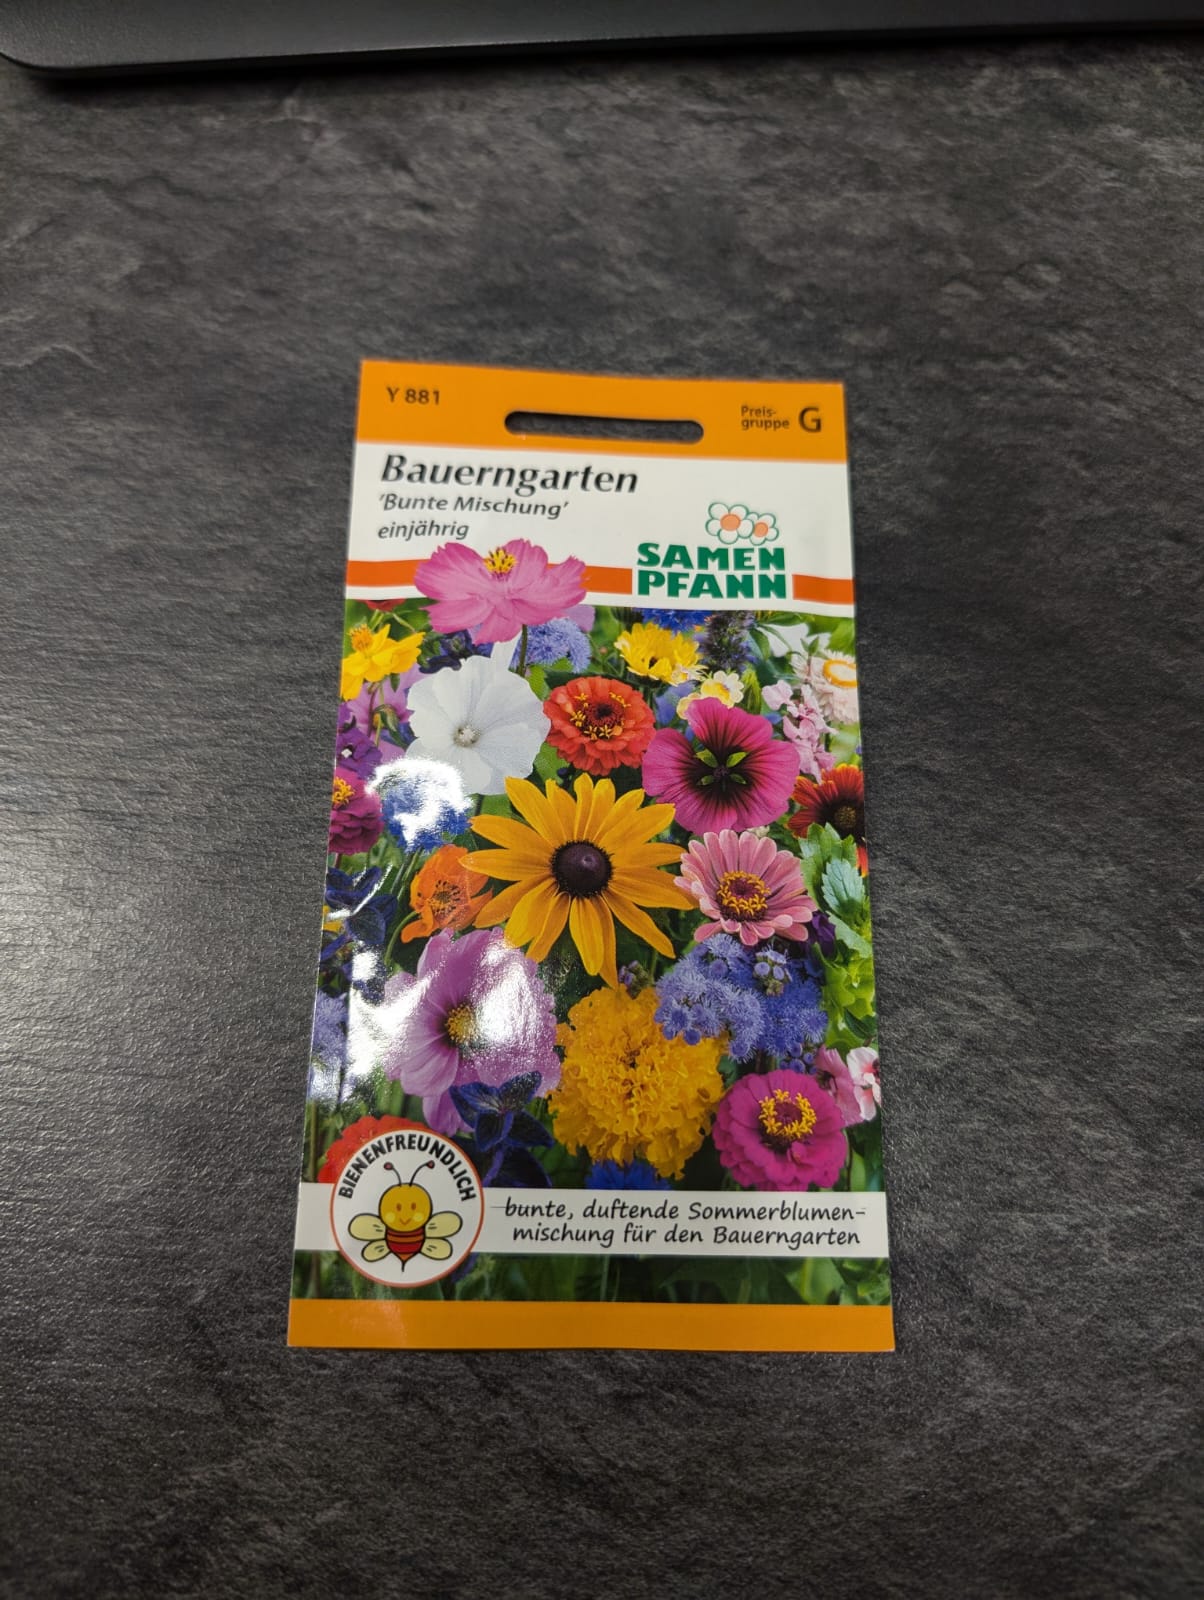 Y 881
Preis-
gruppe G
Bauerngarten
'Bunte Mischung'
einjährig
SAMEN
PFANN
BIENENFREUNDLICH
bunte, duftende Sommerblumen-
mischung für den Bauerngarten